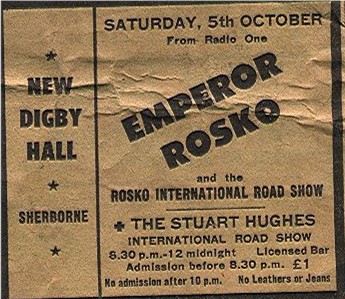 NEW
DIGBY
HALL
SHERBORNE
SATURDAY, 5th OCTOBER
From Radio One
EMPEROR
ROSKO
and the
ROSKO INTERNATIONAL ROAD SHOW
+ THE STUART HUGHES
INTERNATIONAL ROAD SHOW
8.30 p.m.-12 midnight Licensed Bar
Admission before 8.30 p.m. £1
No admission after 10 p.m. No Leathers or Jeans